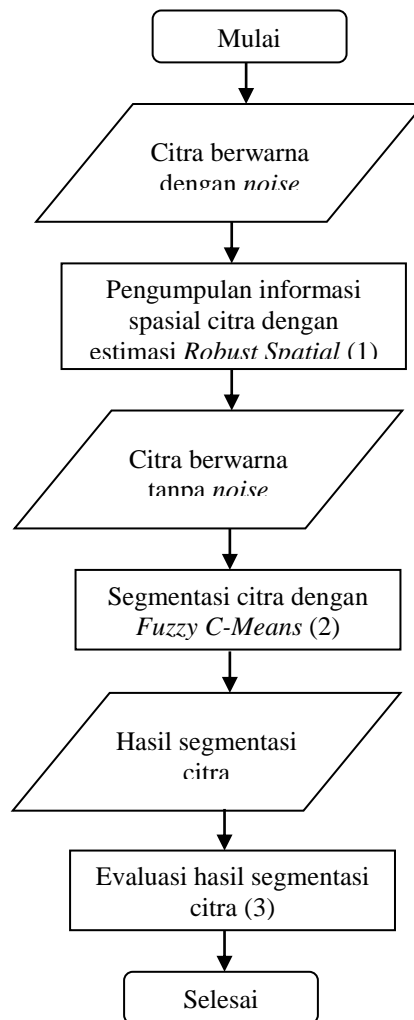 Mulai
Citra berwarna
dengan noise
Pengumpulan informasi
spasial citra dengan
estimasi Robust Spatial (1)
Citra berwarna
tanpa noise
Segmentasi citra dengan
Fuzzy C-Means (2)
Hasil segmentasi
citra
Evaluasi hasil segmentasi
citra (3)
Selesai